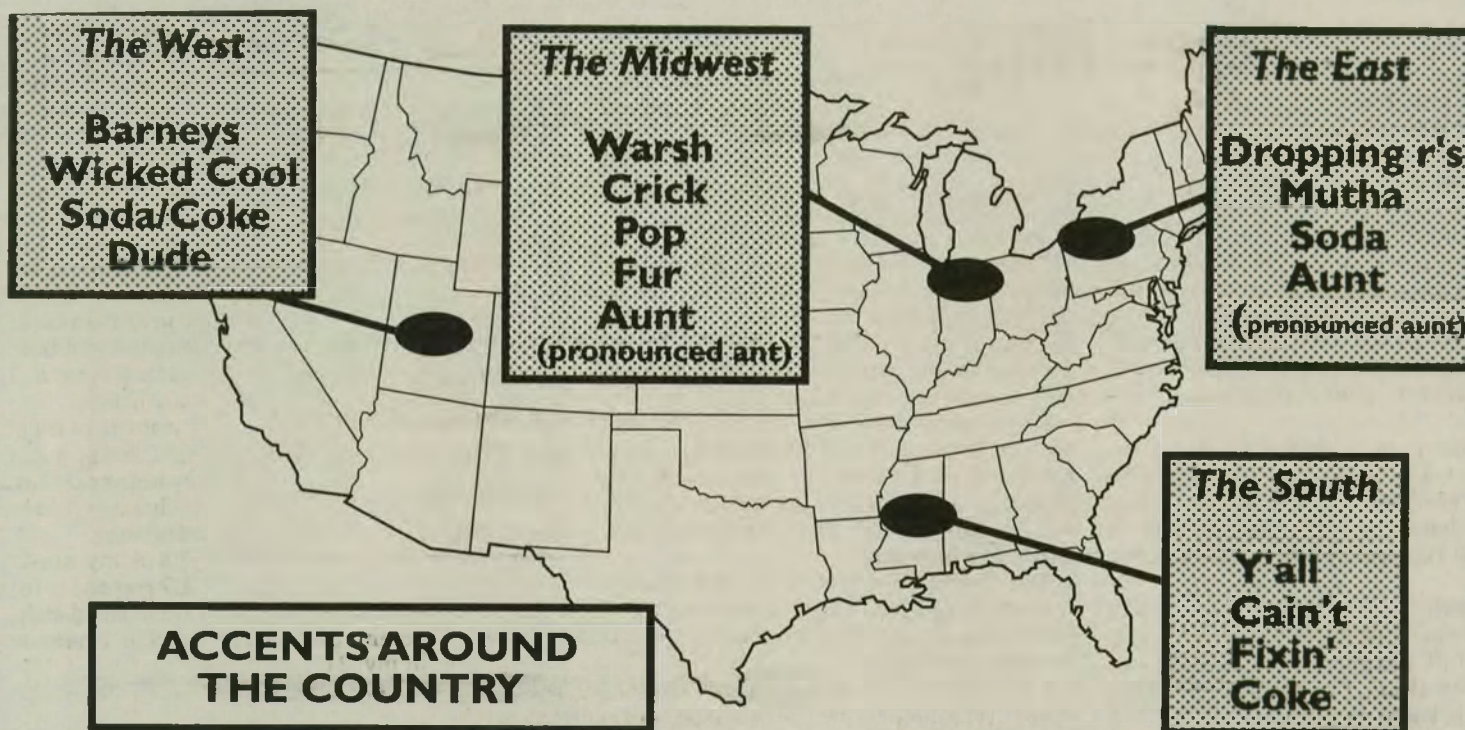 The West
Barneys
Wicked Cool
Soda/Coke
Dude
The Midwest
Warsh
Crick
Pop
Fur
Aunt
(pronounced ant)
The East
Dropping r's
Mutha
Soda
Aunt
(pronounced aunt)
The South
Y'all
Cain't
Fixin'
Coke
ACCENTS AROUND
THE COUNTRY